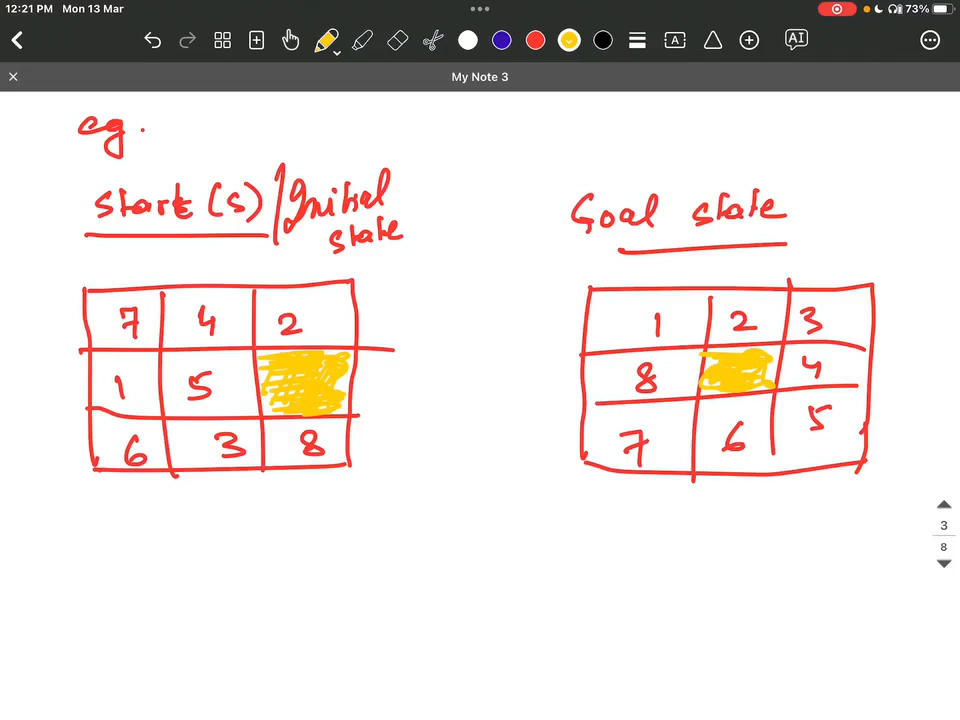 12:21 PM Mon 13 Mar
73%
A
AI
My Note 3
eg.
start(s)/Initial state
Goal state
7 4 2
1 5
6 3 8
1 2 3
8 4
7 6 5
3
8